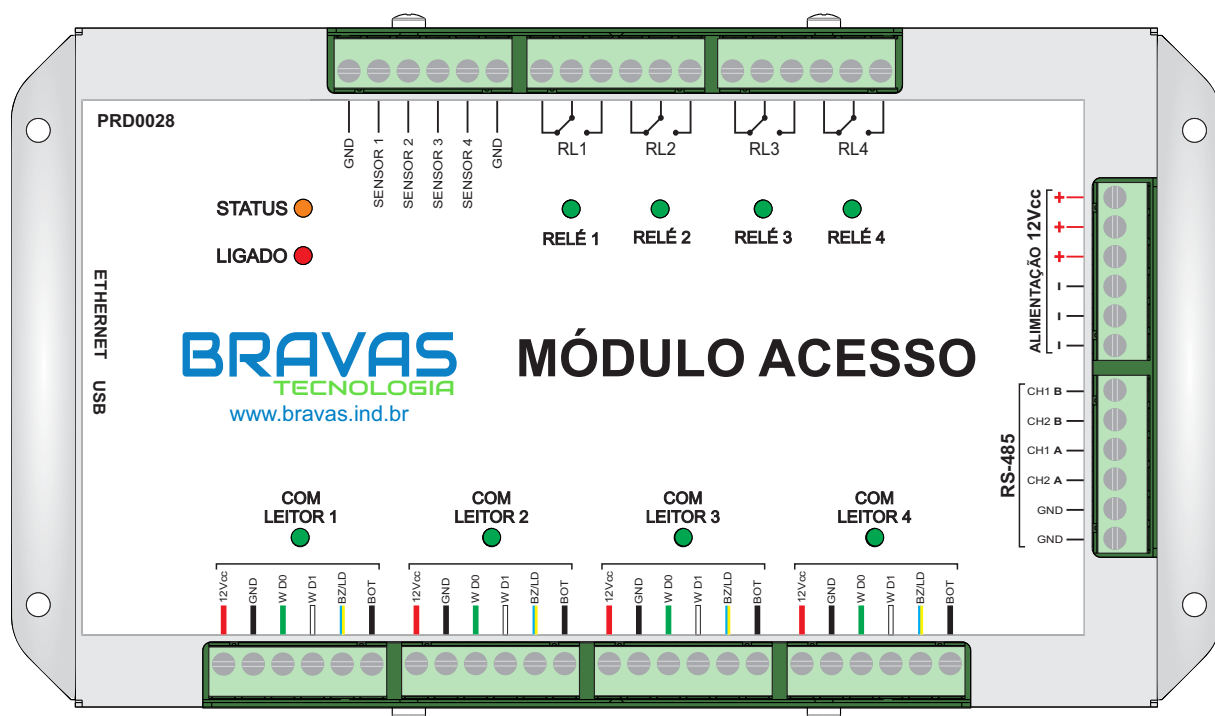 PRD0028
GND
SENSOR 1
SENSOR 2
SENSOR 3
SENSOR 4
GND
RL1
RL2
RL3
RL4
STATUS
LIGADO
RELÉ 1
RELÉ 2
RELÉ 3
RELÉ 4
ALIMENTAÇÃO 12Vcc
+
+
+
-
-
-
ETHERNET USB
BRAVAS
TECNOLOGIA
www.bravas.ind.br
MÓDULO ACESSO
RS-485
CH1 B
CH2 B
CH1 A
CH2 A
GND
GND
COM
LEITOR 1
COM
LEITOR 2
COM
LEITOR 3
COM
LEITOR 4
12Vcc
GND
W D0
W D1
BZ/LD
BOT
12Vcc
GND
W D0
W D1
BZ/LD
BOT
12Vcc
GND
W D0
W D1
BZ/LD
BOT
12Vcc
GND
W D0
W D1
BZ/LD
BOT